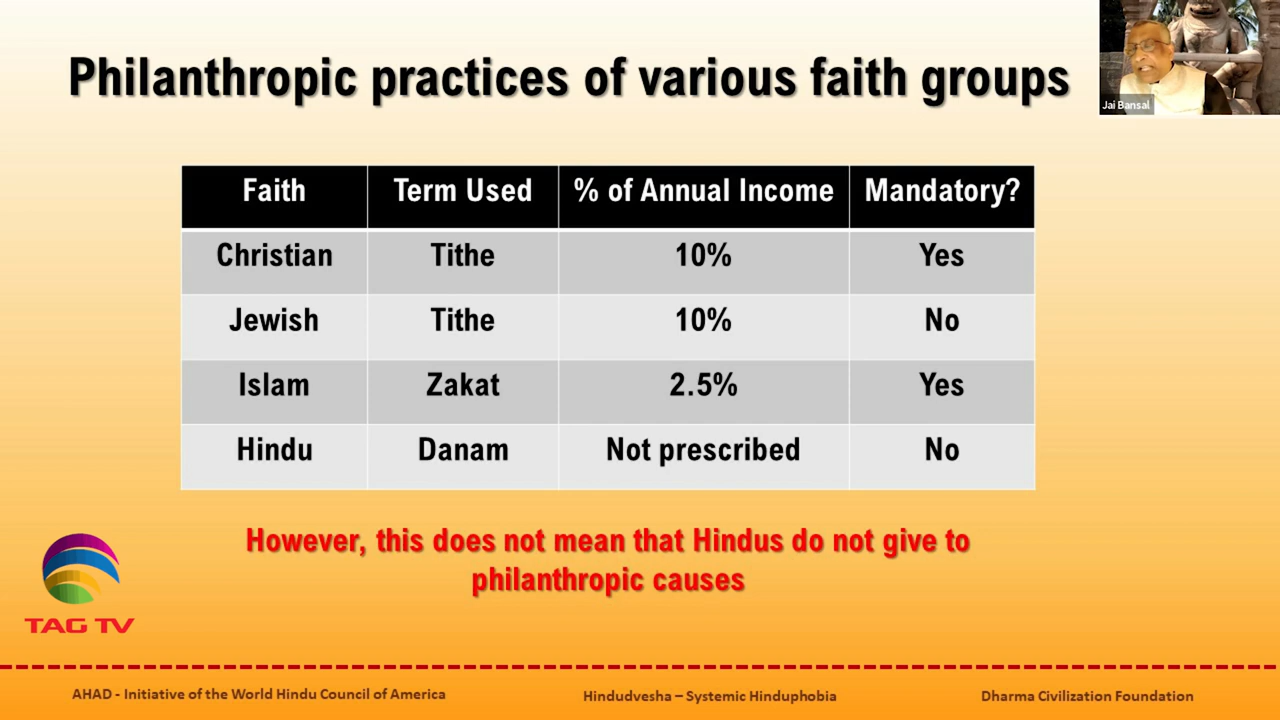 Philanthropic practices of various faith groups
Jai Bansal
Faith Term Used % of Annual Income Mandatory?
Christian Tithe 10% Yes
Jewish Tithe 10% No
Islam Zakat 2.5% Yes
Hindu Danam Not prescribed No
However, this does not mean that Hindus do not give to
philanthropic causes
TAG TV
AHAD - Initiative of the World Hindu Council of America
Hindudvesha – Systemic Hinduphobia
Dharma Civilization Foundation